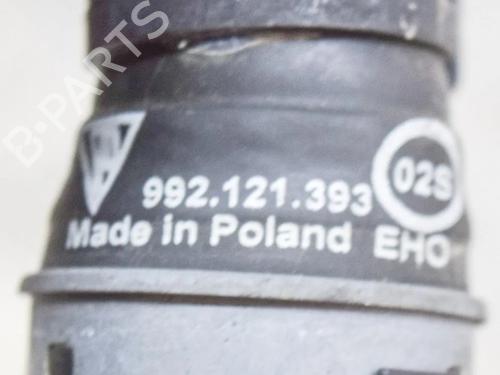 B-PARTS
992.121.393
02S
Made in Poland EHO